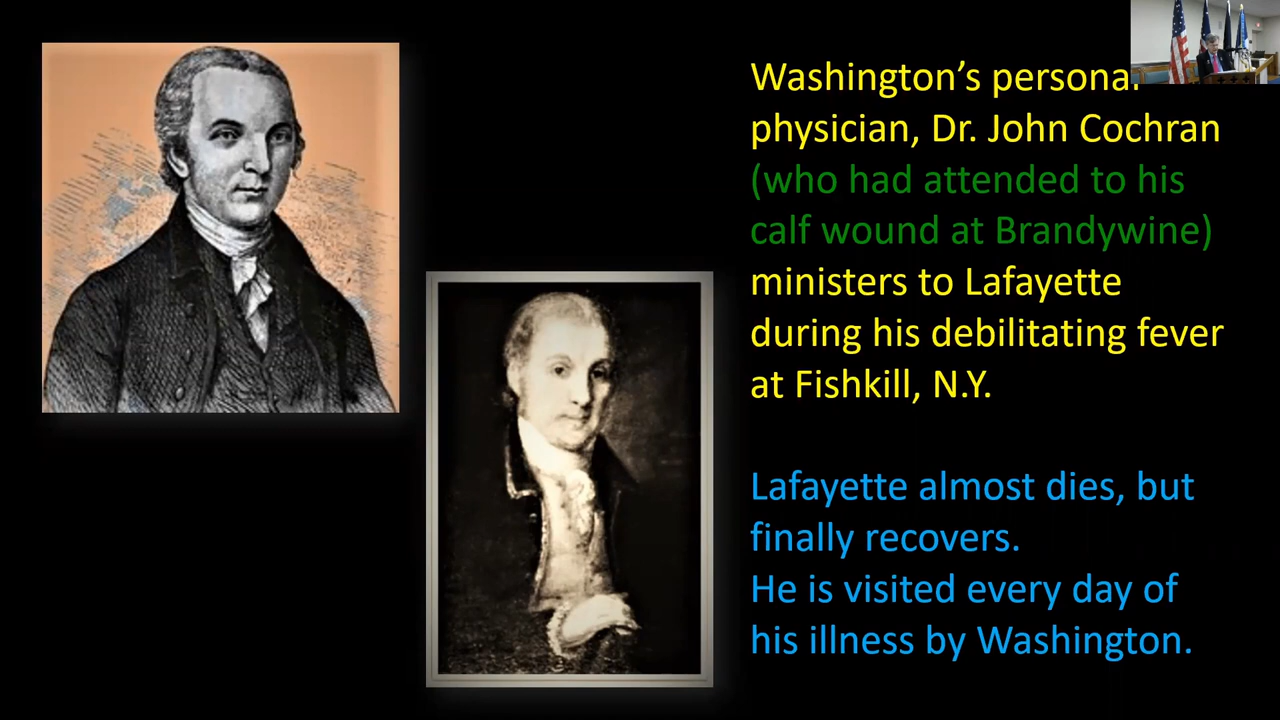 Washington's personal
physician, Dr. John Cochran
(who had attended to his
calf wound at Brandywine)
ministers to Lafayette
during his debilitating fever
at Fishkill, N.Y.
Lafayette almost dies, but
finally recovers.
He is visited every day of
his illness by Washington.